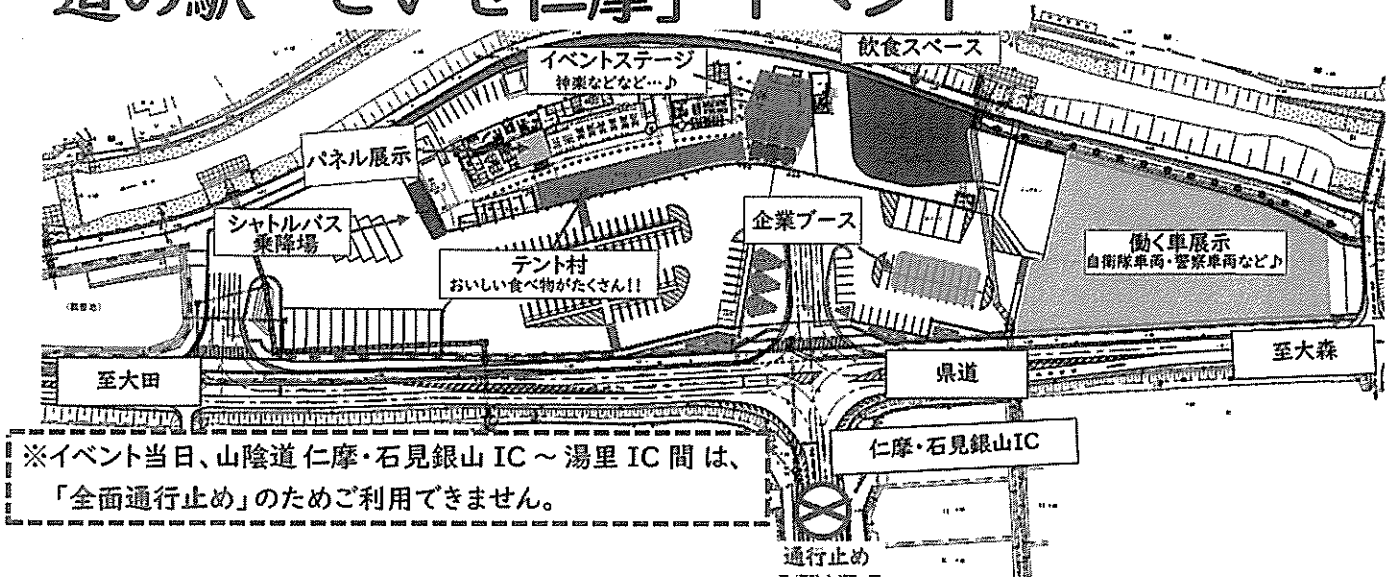 道の駅「ごいせ仁摩」イベント
飲食スペース
イベントステージ
神楽などなど…♪
パネル展示
シャトルバス
乗降場
企業ブース
働く車展示
自衛隊車両・警察車両など♪
テント村
おいしい食べ物がたくさん!!
至大田
県道
至大森
仁摩・石見銀山IC
※イベント当日、山陰道 仁摩・石見銀山 IC ~ 湯里 IC 間 は、
「全面通行止め」のためご利用できません。
通行止め